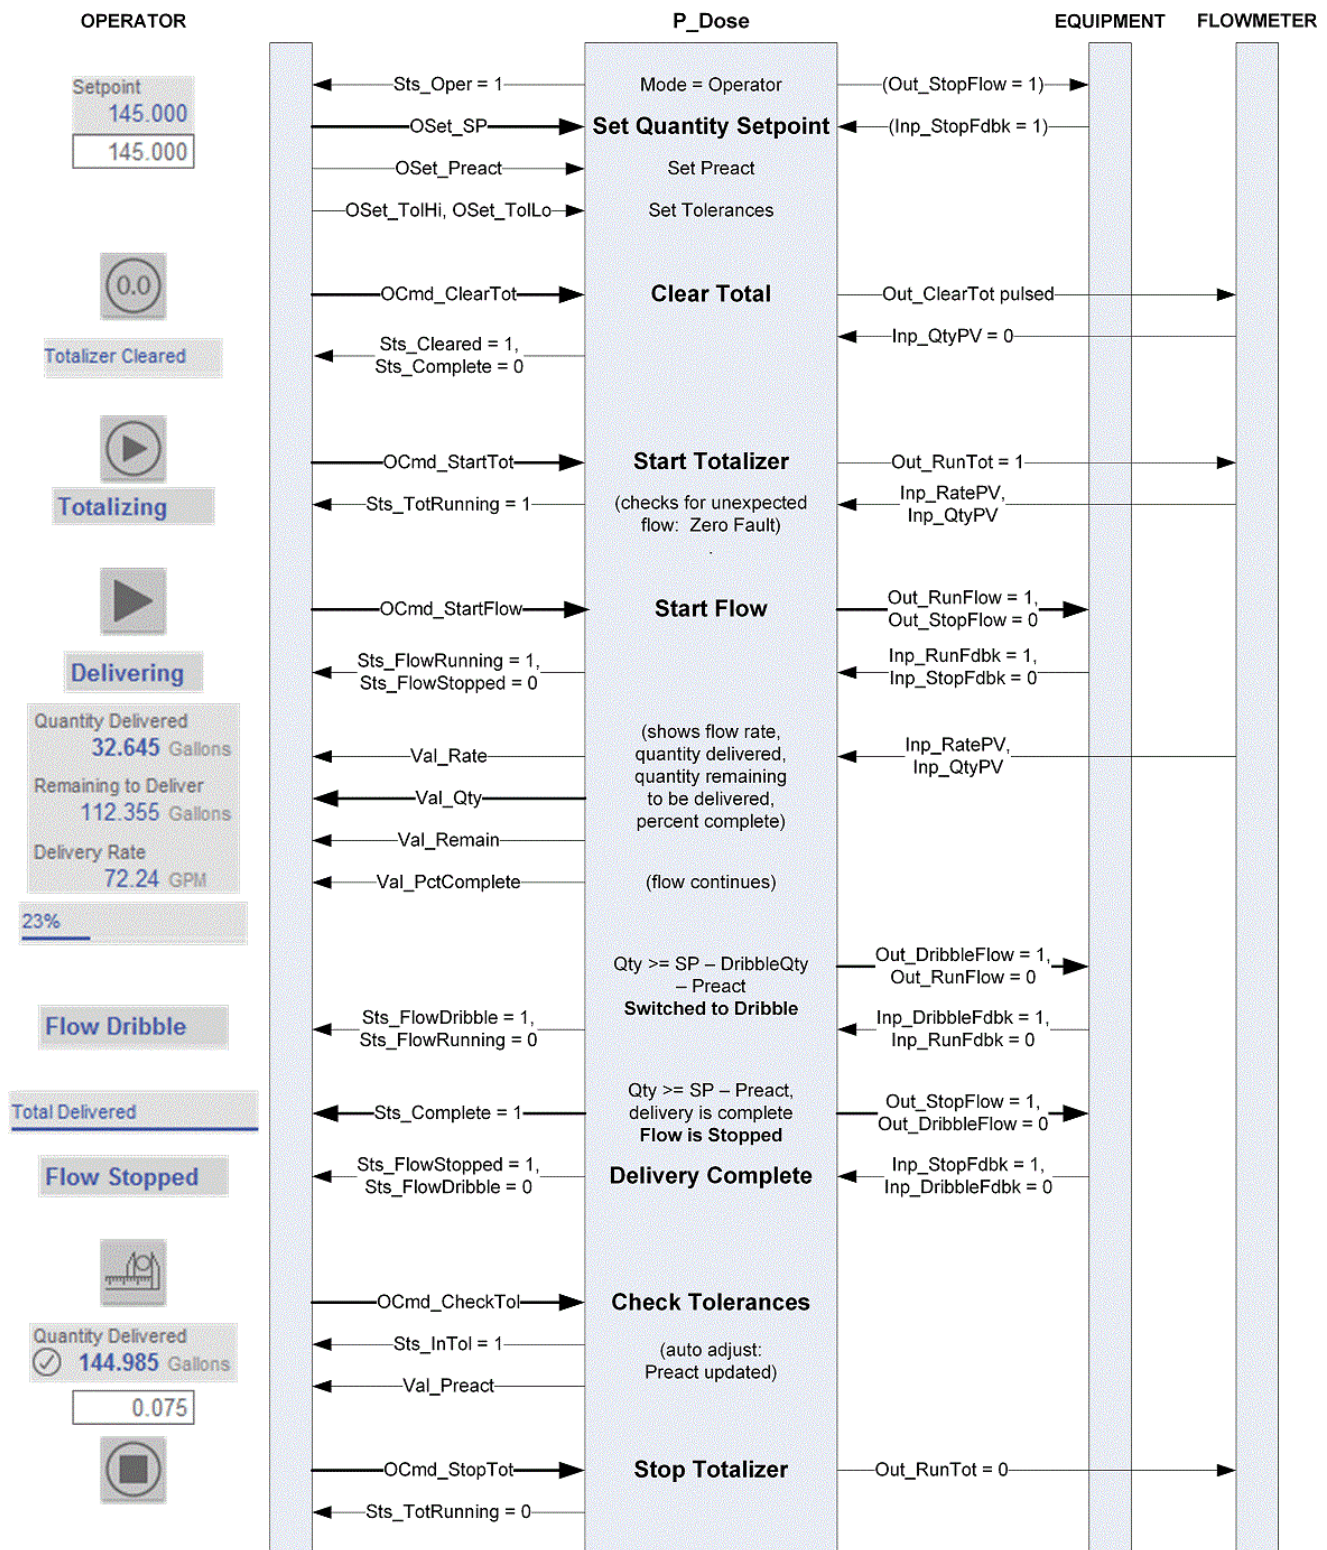 OPERATOR
P_Dose
EQUIPMENT
FLOWMETER
Setpoint
145.000
145.000
Sts_Oper = 1
Mode = Operator
(Out_StopFlow = 1)
OSet_SP
Set Quantity Setpoint
(Inp_StopFdbk = 1)
OSet_Preact
Set Preact
OSet_TolHi, OSet_TolLo
Set Tolerances
0.0
OCmd_ClearTot
Clear Total
Out_ClearTot pulsed
Inp_QtyPV = 0
Totalizer Cleared
Sts_Cleared = 1,
Sts_Complete = 0
OCmd_StartTot
Start Totalizer
Out_RunTot = 1
Totalizing
Sts_TotRunning = 1
(checks for unexpected
flow: Zero Fault)
Inp_RatePV,
Inp_QtyPV
OCmd_StartFlow
Start Flow
Out_RunFlow = 1,
Out_StopFlow = 0
Delivering
Sts_FlowRunning = 1,
Sts_FlowStopped = 0
Inp_RunFdbk = 1,
Inp_StopFdbk = 0
Quantity Delivered
32.645 Gallons
Remaining to Deliver
112.355 Gallons
Delivery Rate
72.24 GPM
23%
Val_Rate
Val_Qty
Val_Remain
Val_PctComplete
(shows flow rate,
quantity delivered,
quantity remaining
to be delivered,
percent complete)
(flow continues)
Inp_RatePV,
Inp_QtyPV
Qty >= SP – DribbleQty
– Preact
Switched to Dribble
Out_DribbleFlow = 1,
Out_RunFlow = 0
Flow Dribble
Sts_FlowDribble = 1,
Sts_FlowRunning = 0
Inp_DribbleFdbk = 1,
Inp_RunFdbk = 0
Total Delivered
Sts_Complete = 1
Qty >= SP – Preact,
delivery is complete
Flow is Stopped
Out_StopFlow = 1,
Out_DribbleFlow = 0
Flow Stopped
Sts_FlowStopped = 1,
Sts_FlowDribble = 0
Delivery Complete
Inp_StopFdbk = 1,
Inp_DribbleFdbk = 0
OCmd_CheckTol
Check Tolerances
Quantity Delivered
144.985 Gallons
0.075
Sts_InTol = 1
Val_Preact
(auto adjust:
Preact updated)
OCmd_StopTot
Stop Totalizer
Out_RunTot = 0
Sts_TotRunning = 0